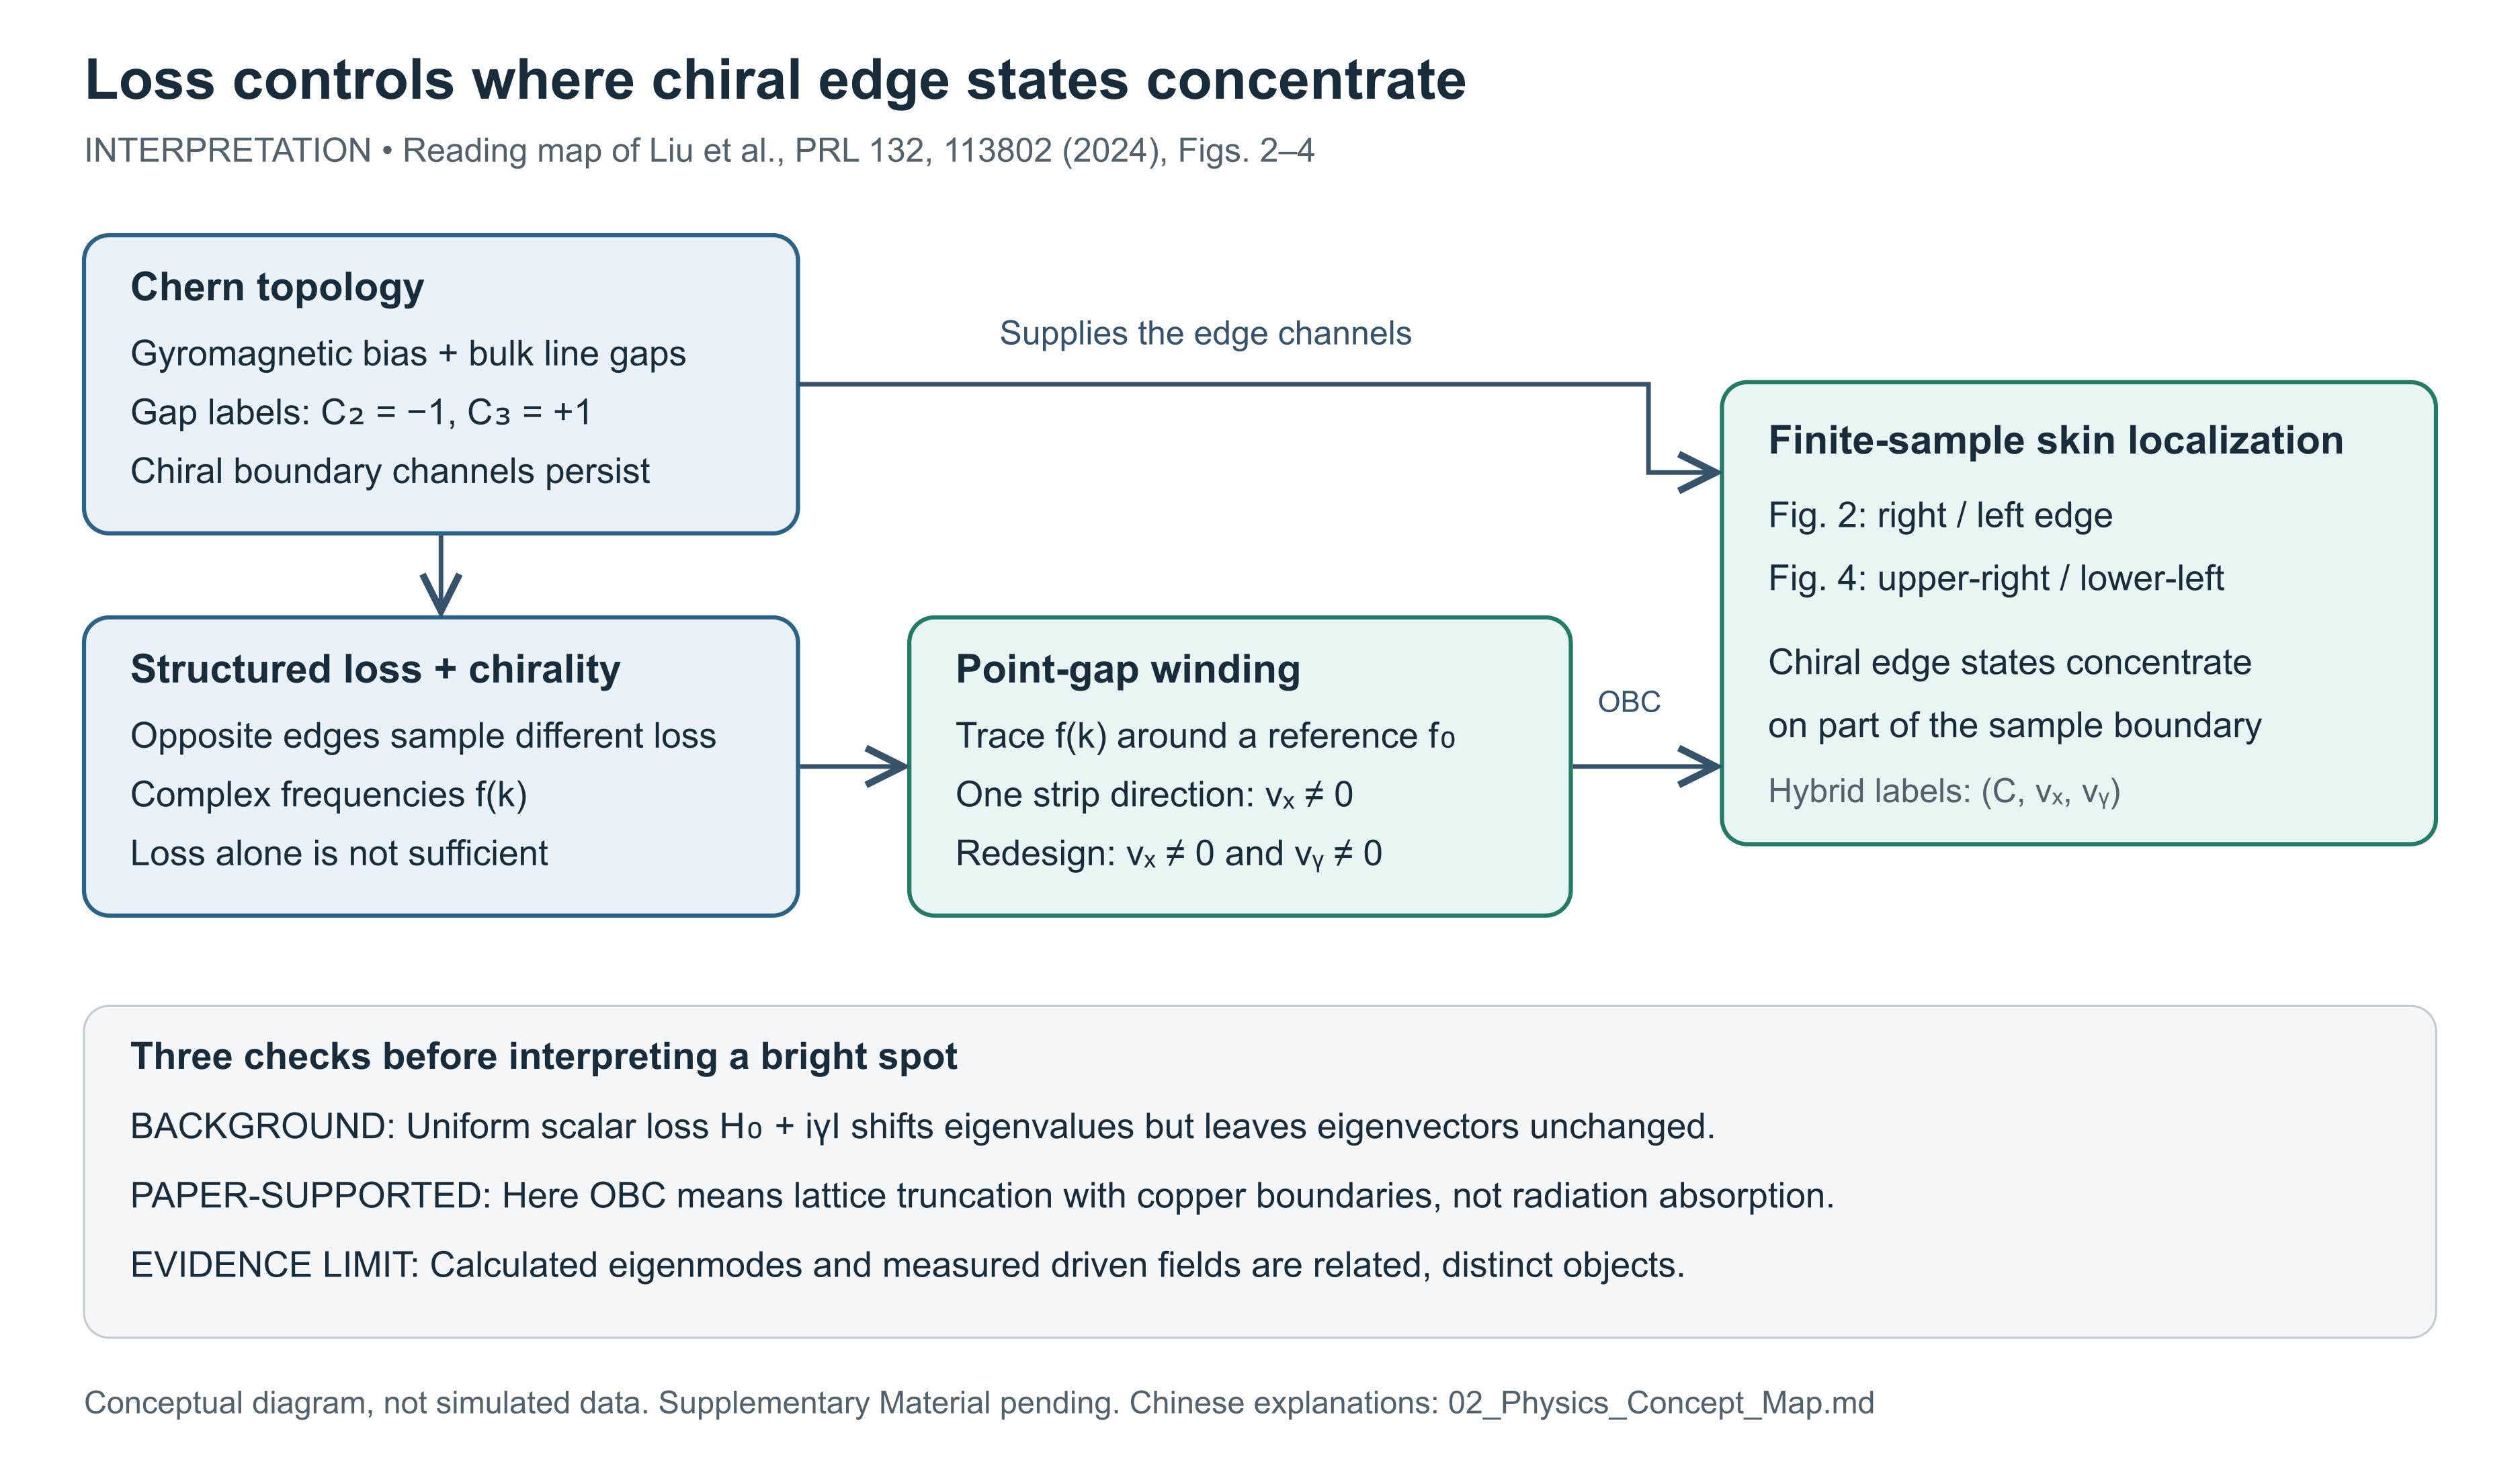 Loss controls where chiral edge states concentrate
INTERPRETATION • Reading map of Liu et al., PRL 132, 113802 (2024), Figs. 2–4
Chern topology
Gyromagnetic bias + bulk line gaps
Gap labels: C₂ = −1, C₃ = +1
Chiral boundary channels persist
Supplies the edge channels
Structured loss + chirality
Opposite edges sample different loss
Complex frequencies f(k)
Loss alone is not sufficient
Point-gap winding
Trace f(k) around a reference f₀
One strip direction: vₓ ≠ 0
Redesign: vₓ ≠ 0 and vᵧ ≠ 0
OBC
Finite-sample skin localization
Fig. 2: right / left edge
Fig. 4: upper-right / lower-left
Chiral edge states concentrate
on part of the sample boundary
Hybrid labels: (C, vₓ, vᵧ)
Three checks before interpreting a bright spot
BACKGROUND: Uniform scalar loss H₀ + iγI shifts eigenvalues but leaves eigenvectors unchanged.
PAPER-SUPPORTED: Here OBC means lattice truncation with copper boundaries, not radiation absorption.
EVIDENCE LIMIT: Calculated eigenmodes and measured driven fields are related, distinct objects.
Conceptual diagram, not simulated data. Supplementary Material pending. Chinese explanations: 02_Physics_Concept_Map.md